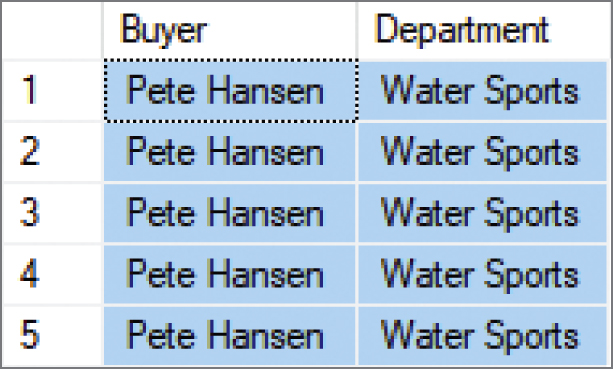 Buyer Department
1 Pete Hansen Water Sports
2 Pete Hansen Water Sports
3 Pete Hansen Water Sports
4 Pete Hansen Water Sports
5 Pete Hansen Water Sports